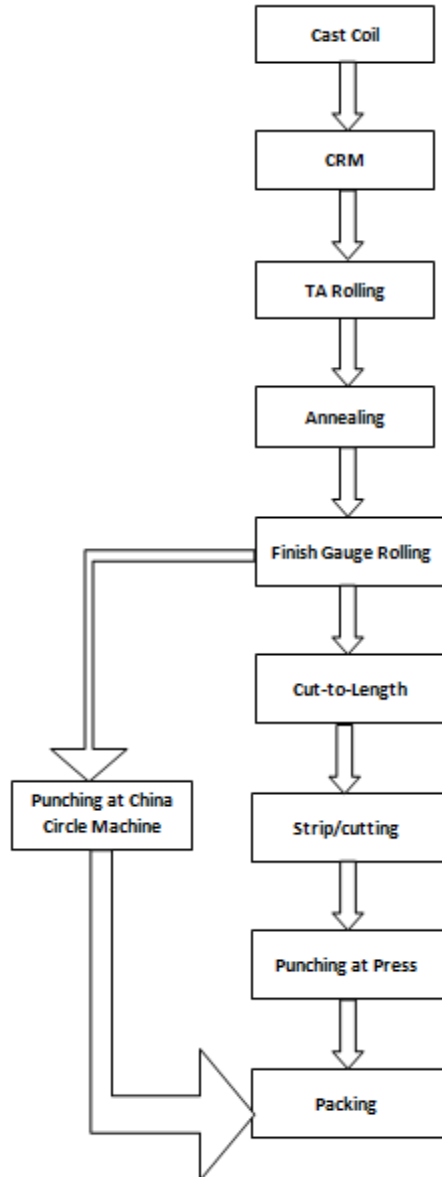 Cast Coil
CRM
TA Rolling
Annealing
Finish Gauge Rolling
Cut-to-Length
Punching at China
Circle Machine
Strip/cutting
Punching at Press
Packing